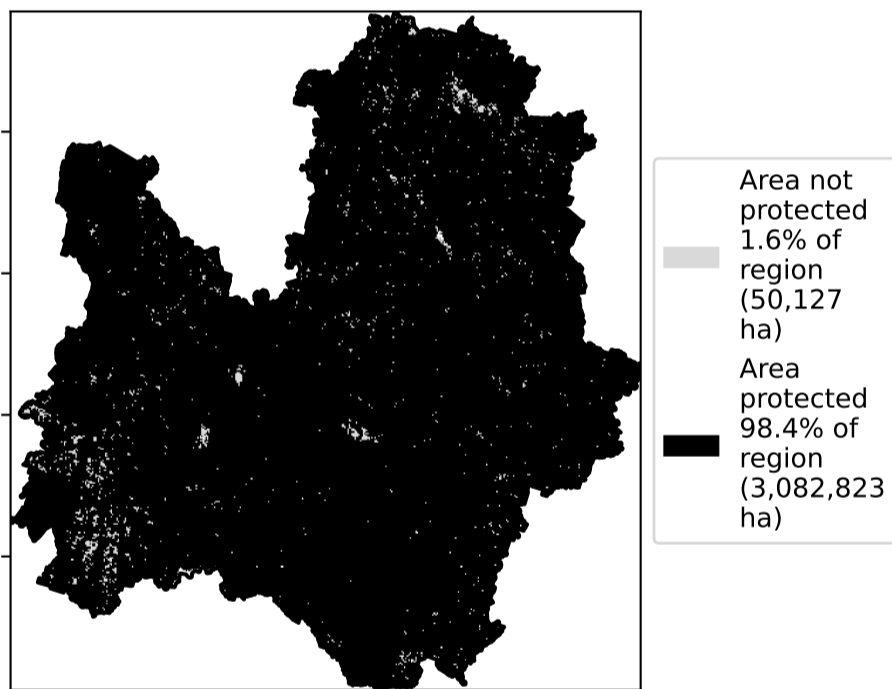 Area not
protected
1.6% of
region
(50,127
ha)
Area
protected
98.4% of
region
(3,082,823
ha)